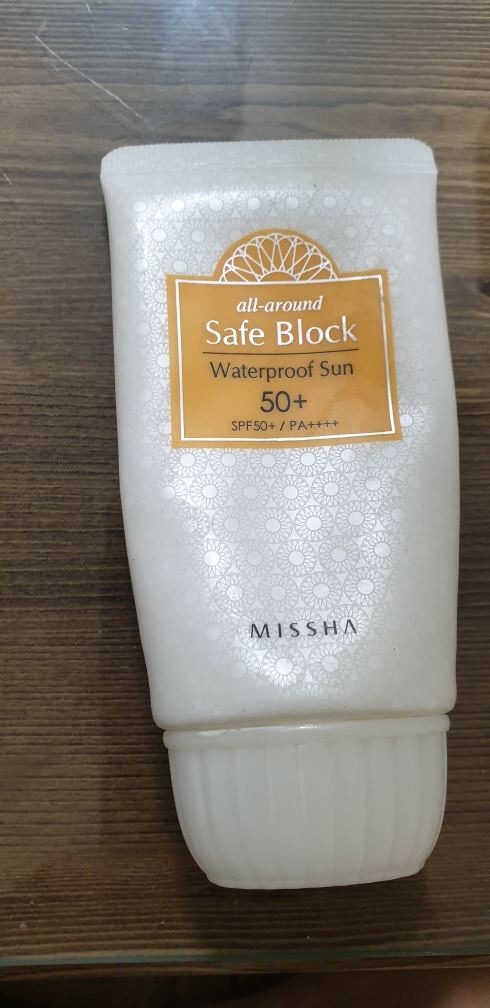 all-around
Safe Block
Waterproof Sun
50+
SPF50+ / PA++++
MISSHA